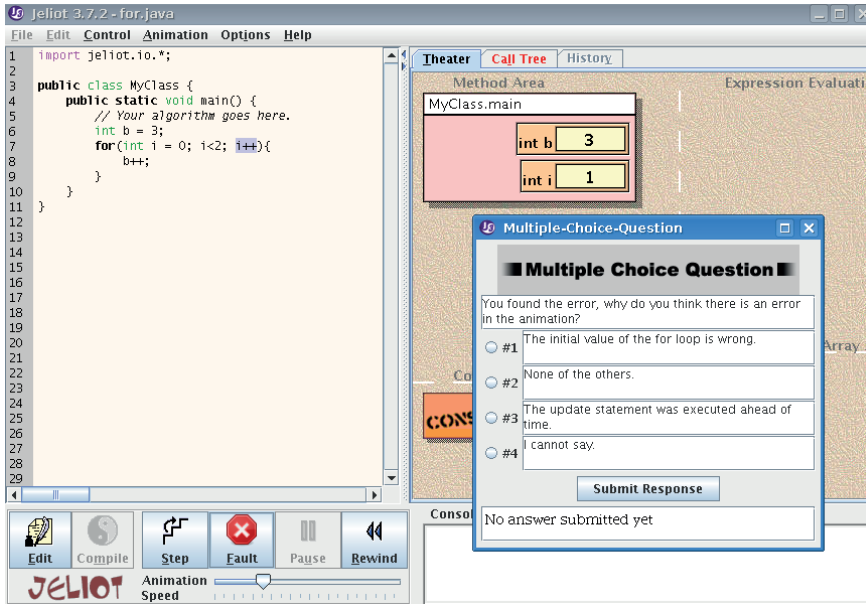 Jeliot 3.7.2 - for.java
File Edit Control Animation Options Help
1 import jeliot.io.*;
2
3 public class MyClass {
4 public static void main() {
5 // Your algorithm goes here.
6 int b = 3;
7 for(int i = 0; i<2; i++){
8 b++;
9 }
10 }
11 }
12
13
14
15
16
17
18
19
20
21
22
23
24
25
26
27
28
29
Theater Call Tree History
Method Area
Expression Evaluati
MyClass.main
int b 3
int i 1
Multiple-Choice-Question
Multiple Choice Question
You found the error, why do you think there is an error
in the animation?
#1 The initial value of the for loop is wrong.
#2 None of the others.
#3 The update statement was executed ahead of
time.
#4 I cannot say.
Submit Response
No answer submitted yet
Array
Co
CONS
Consol
Edit Compile Step Fault Pause Rewind
JELIOT
Animation
Speed